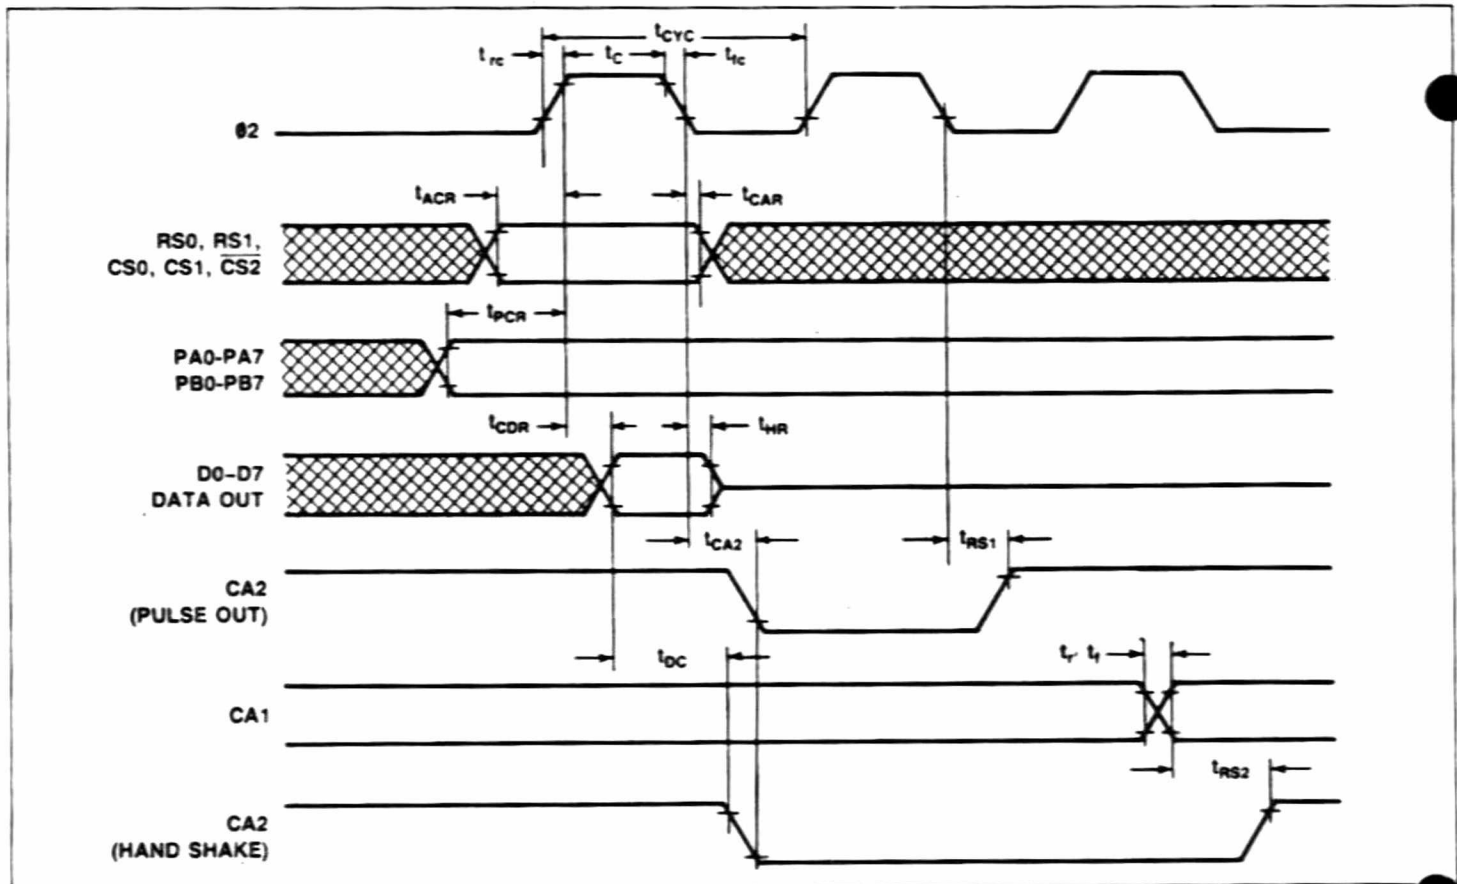 tCYC
trc
tC
tfc
Ø2
tACR
tCAR
RS0, RS1,
CS0, CS1, C̅S̅2̅
tPCR
PA0-PA7
PB0-PB7
tCDR
tHR
D0–D7
DATA OUT
tCA2
tRS1
CA2
(PULSE OUT)
tDC
tr, tf
CA1
tRS2
CA2
(HAND SHAKE)